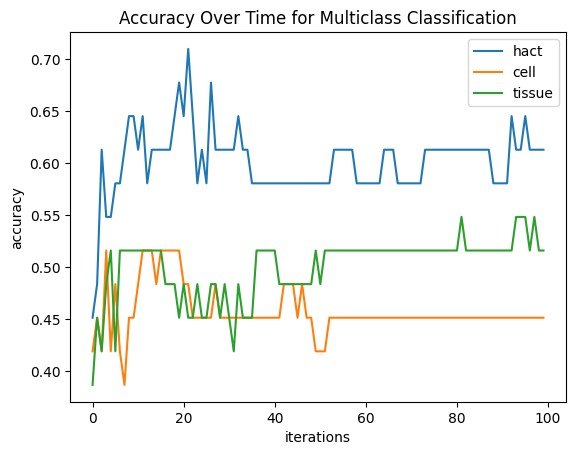 Accuracy Over Time for Multiclass Classification
hact
cell
tissue
0.70
0.65
0.60
0.55
0.50
0.45
0.40
accuracy
0
20
40
60
80
100
iterations